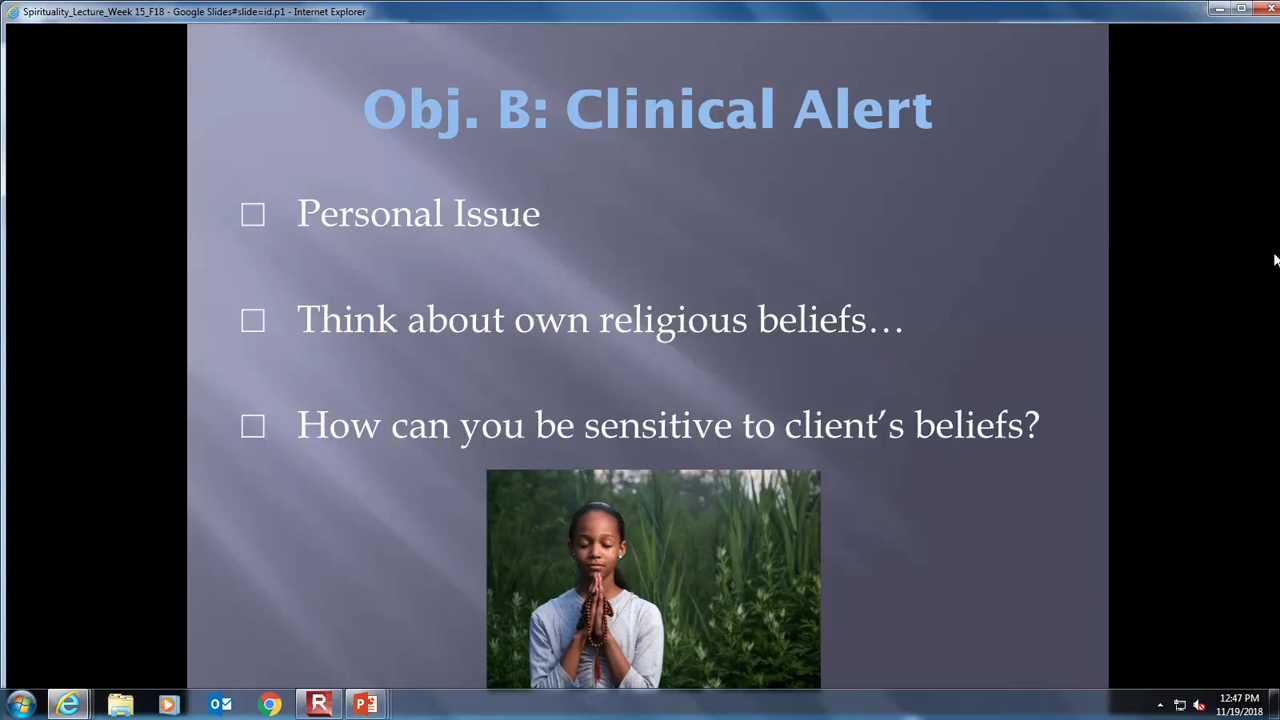 Spirituality_Lecture_Week 15_F18 - Google Slides#slide=id.p1 - Internet Explorer
Obj. B: Clinical Alert
Personal Issue
Think about own religious beliefs…
How can you be sensitive to client’s beliefs?
12:47 PM
11/19/2018